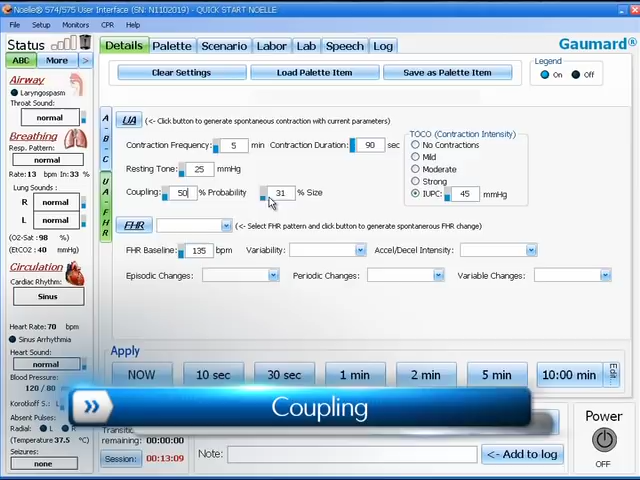 Noelle® 574/575 Interactive Device (SN: N1102019) - QUICK START NOELLE
File Setup Monitors CPR Help
Status
Details Palette Scenario Labor Lab Speech Log
Gaumard®
ABC More >
Clear Settings Load Palette Item Save as Palette Item
Legend
On Off
Airway
Laryngospasm
Throat Sound:
normal
Breathing
Resp. Pattern:
normal
Rate: 13 bpm In: 33 %
Lung Sounds :
R normal
L normal
(O2-Sat : 98 )
(EtCO2: 40 mmHg)
Circulation
Cardiac Rhythm:
Sinus
Heart Rate: 70 bpm
Sinus Arrhythmia
Heart Sound:
normal
Blood Pressure:
120 / 80
Korotkoff S.: L
Absent Pulses:
Radial: L R
(Temperature 37.5 )
Seizures:
none
A - B - C
UA - FHR
UA (<- Click button to generate spontaneous contraction with current parameters)
Contraction Frequency: 5 min Contraction Duration: 90 sec
Resting Tone: 25 mmHg
Coupling: 50 % Probability 31 % Size
TOCO (Contraction Intensity)
No Contractions
Mild
Moderate
Strong
IUPC: 45 mmHg
FHR (<- Select FHR pattern and click button to generate spontaneous FHR change)
FHR Baseline: 135 bpm Variability: Accel/Decel Intensity:
Episodic Changes: Periodic Changes: Variable Changes:
Apply
NOW 10 sec 30 sec 1 min 2 min 5 min 10:00 min Edit..
Coupling
Transiti
remaining: 00:00:00
Session: 00:13:09
Note: <- Add to log
Power
OFF